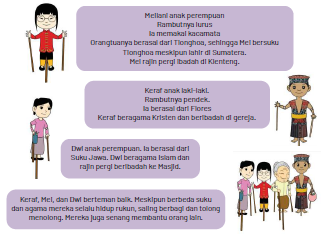 Meilani anak perempuan
Rambutnya lurus
Ia memakai kacamata
Orangtuanya berasal dari Tionghoa, sehingga Mei bersuku
Tionghoa meskipun lahir di Sumatera.
Mei rajin pergi ibadah di Klenteng.
Keraf anak laki-laki.
Rambutnya pendek.
Ia berasal dari Flores
Keraf beragama Kristen dan beribadah di gereja.
Dwi anak perempuan, Ia berasal dari
Suku Jawa. Dwi beragama Islam dan
rajin pergi beribadah ke Masjid.
Keraf, Mei, dan Dwi berteman baik. Meskipun berbeda suku
dan agama mereka selalu hidup rukun, saling berbagi dan tolong
menolong. Mereka juga senang membantu orang lain.